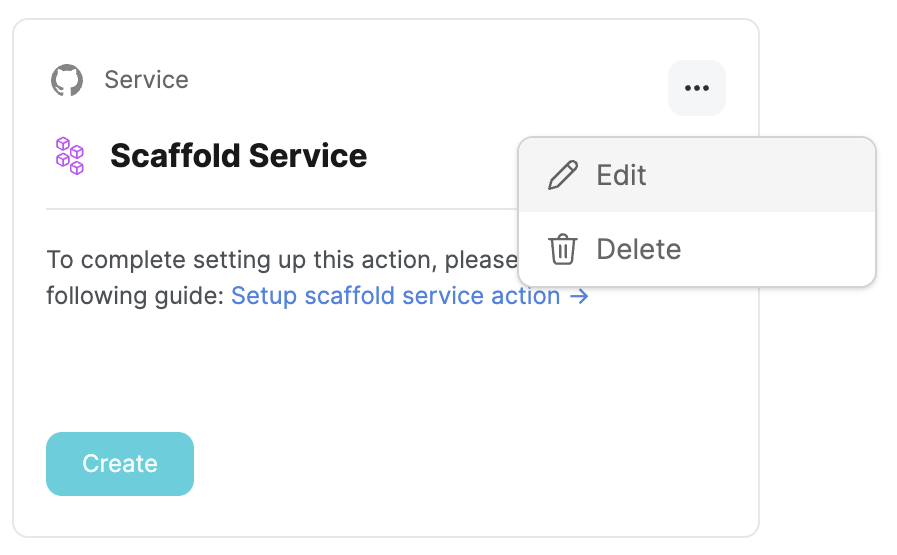 Service
Scaffold Service
Edit
Delete
To complete setting up this action, please
following guide: Setup scaffold service action →
Create